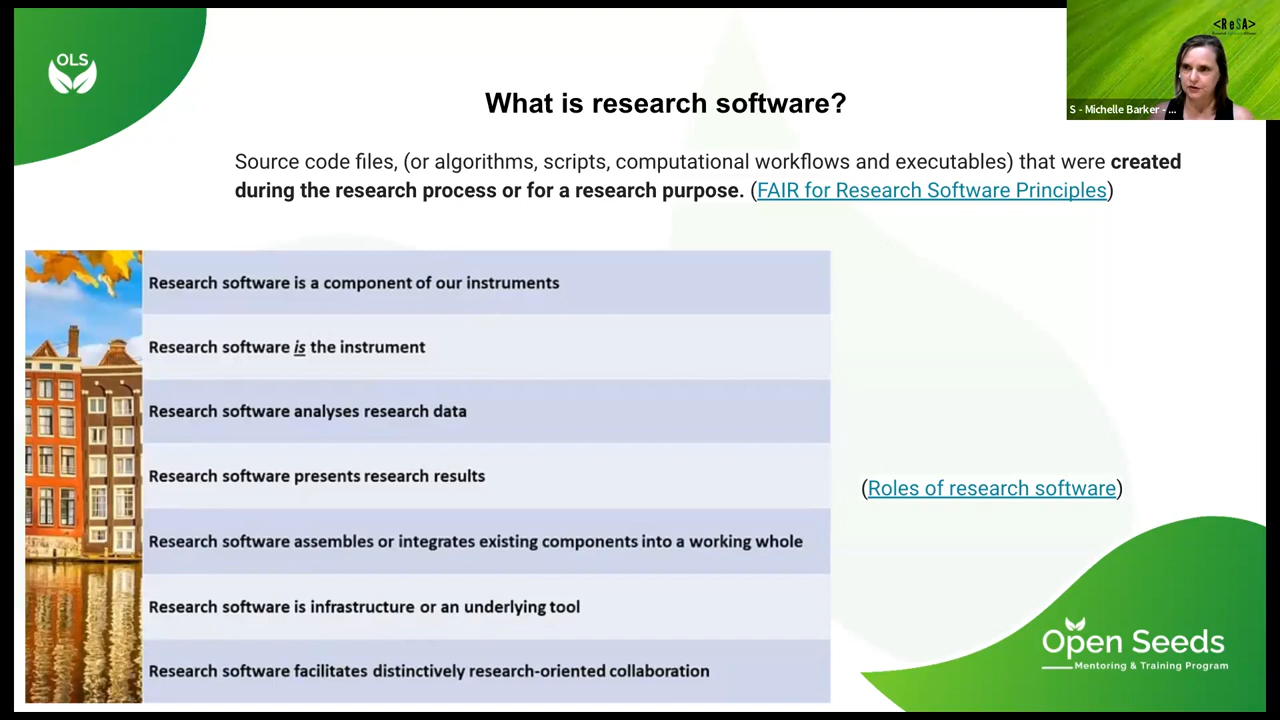 OLS
<ReSA>
S - Michelle Barker - ...
What is research software?
Source code files, (or algorithms, scripts, computational workflows and executables) that were created
during the research process or for a research purpose. (FAIR for Research Software Principles)
Research software is a component of our instruments
Research software is the instrument
Research software analyses research data
Research software presents research results
Research software assembles or integrates existing components into a working whole
Research software is infrastructure or an underlying tool
Research software facilitates distinctively research-oriented collaboration
(Roles of research software)
Open Seeds
Mentoring & Training Program